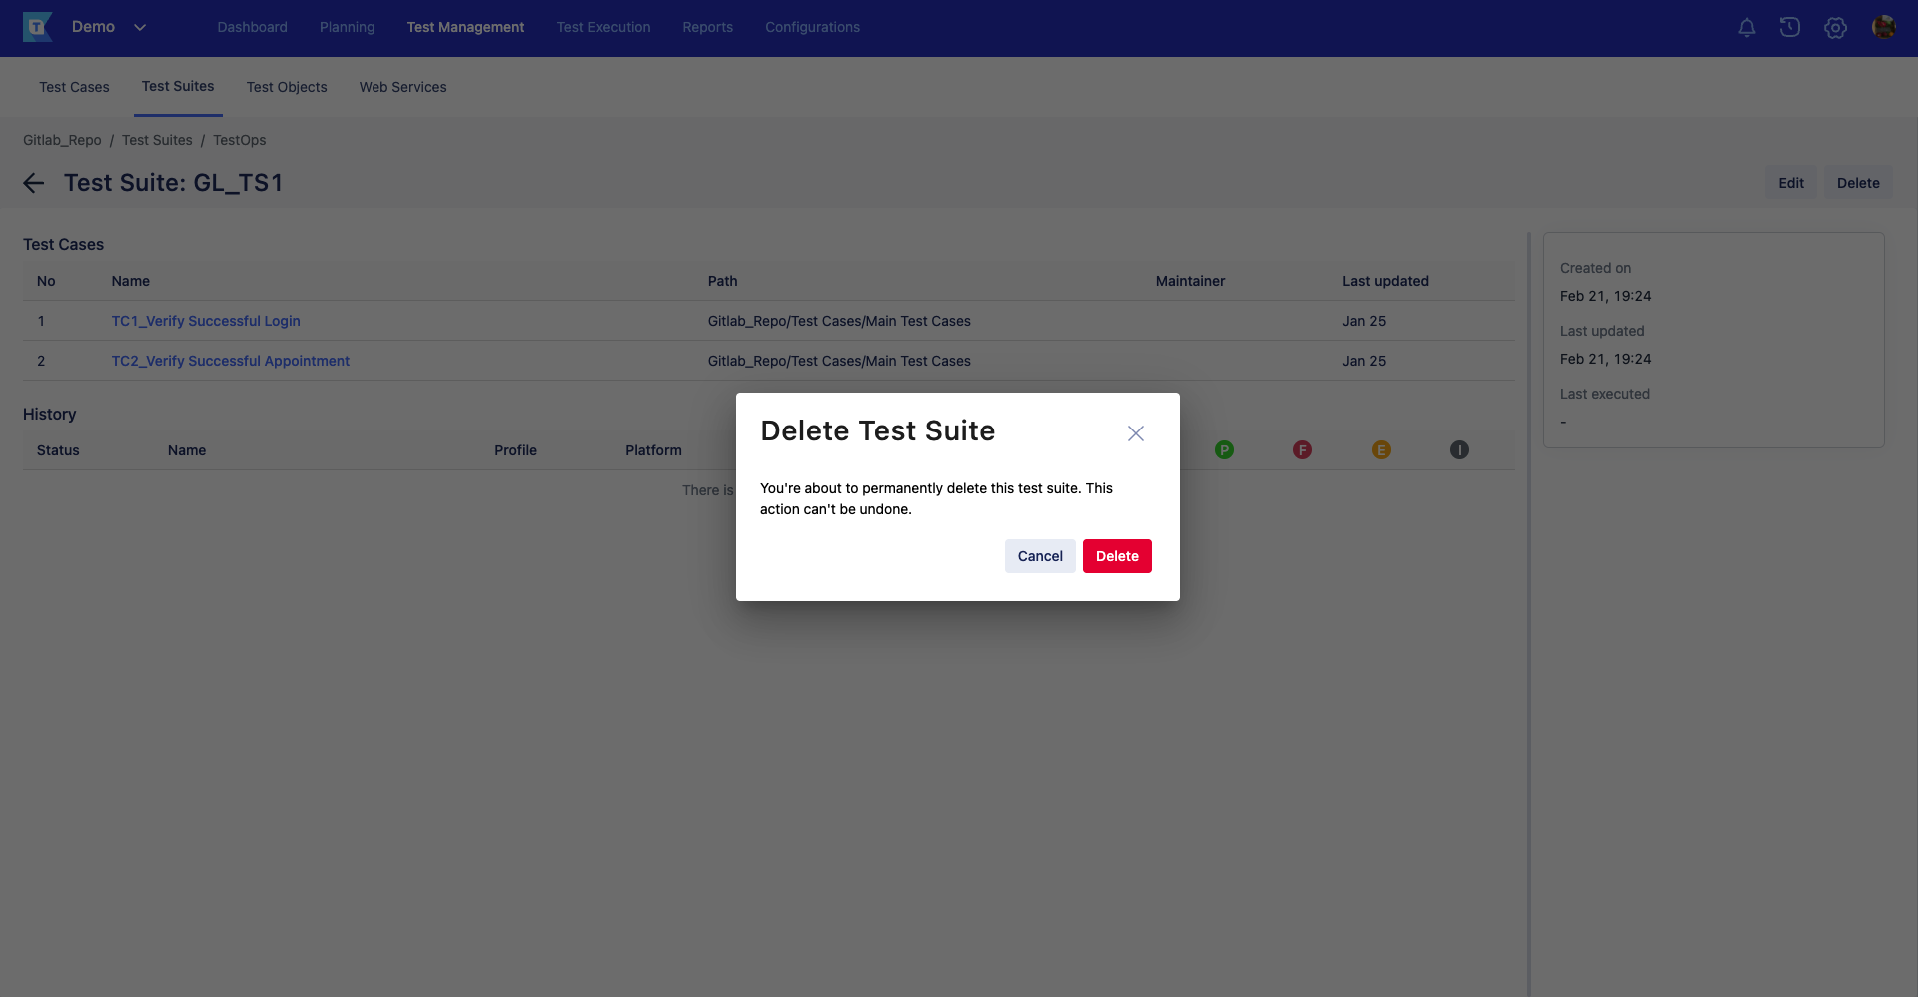 T Demo
Dashboard Planning Test Management Test Execution Reports Configurations
Test Cases Test Suites Test Objects Web Services
Gitlab_Repo / Test Suites / TestOps
Test Suite: GL_TS1
Edit Delete
Test Cases
No Name Path Maintainer Last updated
1 TC1_Verify Successful Login Gitlab_Repo/Test Cases/Main Test Cases Jan 25
2 TC2_Verify Successful Appointment Gitlab_Repo/Test Cases/Main Test Cases Jan 25
History
Status Name Profile Platform P F E I
There is
Created on
Feb 21, 19:24
Last updated
Feb 21, 19:24
Last executed
-
Delete Test Suite
You're about to permanently delete this test suite. This
action can't be undone.
Cancel Delete